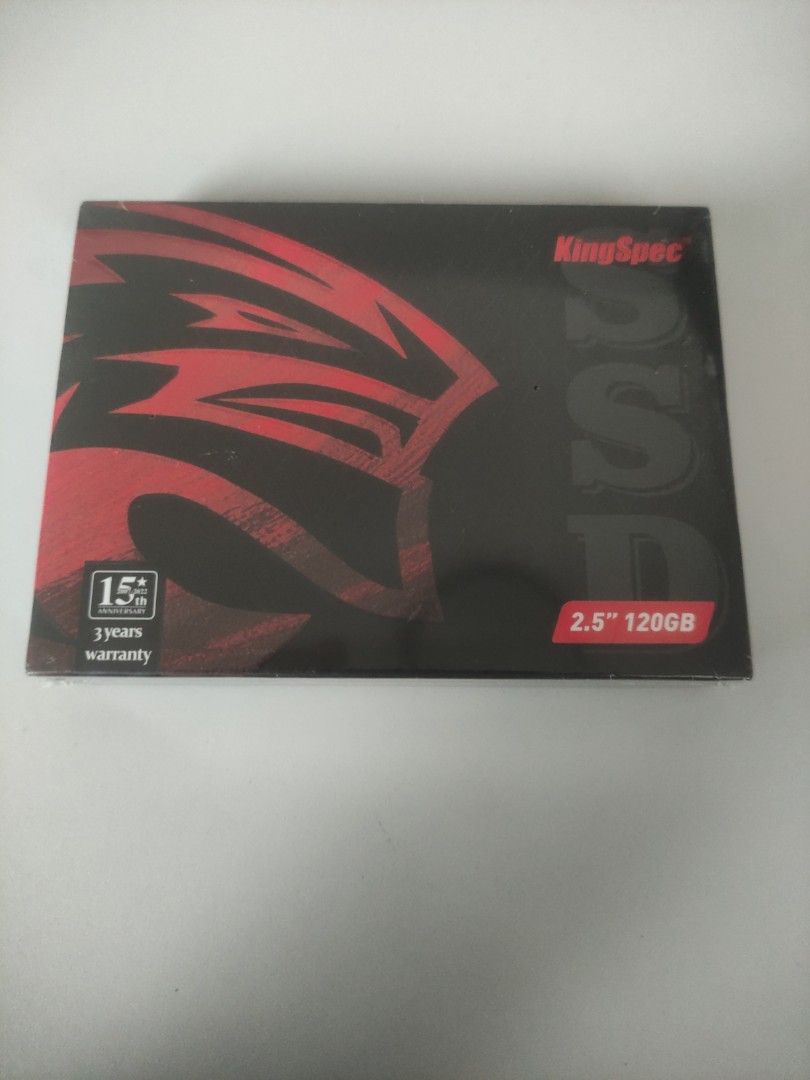 KingSpec
SSD
2.5” 120GB
15th
ANNIVERSARY
3 years
warranty